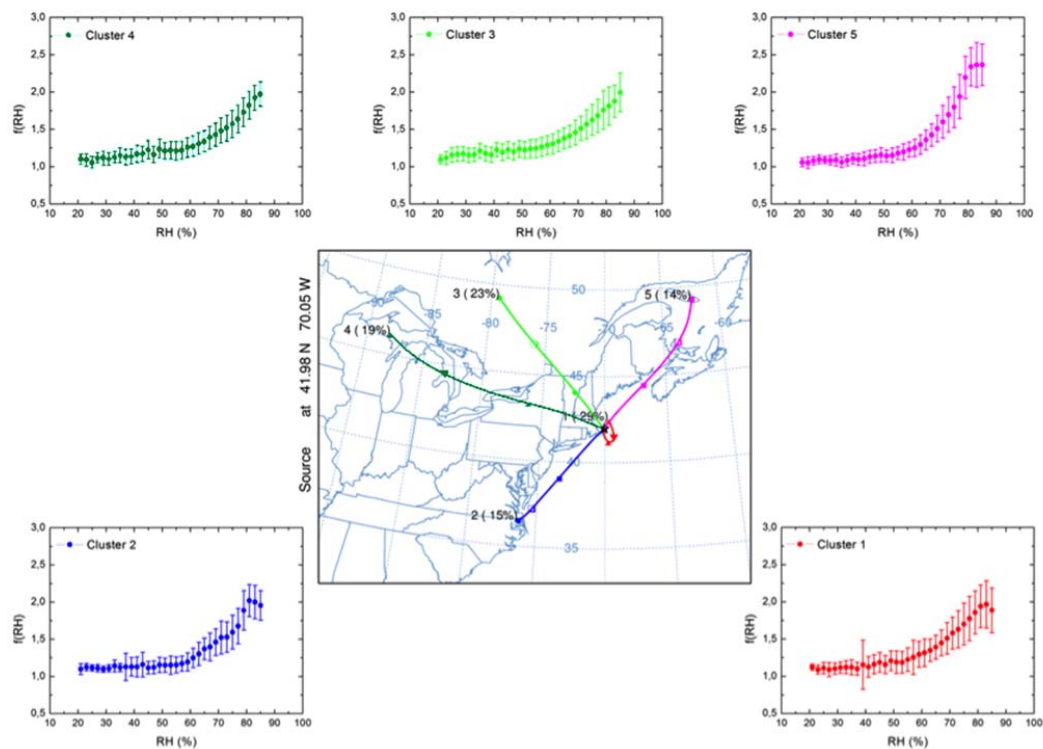 Cluster 4
3,0
2,5
2,0
1,5
1,0
0,5
f(RH)
10 20 30 40 50 60 70 80 90 100
RH (%)
Cluster 3
3,0
2,5
2,0
1,5
1,0
0,5
f(RH)
10 20 30 40 50 60 70 80 90 100
RH (%)
Cluster 5
3,0
2,5
2,0
1,5
1,0
0,5
f(RH)
10 20 30 40 50 60 70 80 90 100
RH (%)
Source at 41.98 N 70.05 W
3 ( 23%)
50
5 ( 14%)
-90
-85
-80
-75
-70
-65
-60
4 ( 19%)
45
1 ( 29%)
40
2 ( 15%)
35
Cluster 2
3,0
2,5
2,0
1,5
1,0
0,5
f(RH)
10 20 30 40 50 60 70 80 90 100
RH (%)
Cluster 1
3,0
2,5
2,0
1,5
1,0
0,5
f(RH)
10 20 30 40 50 60 70 80 90 100
RH (%)